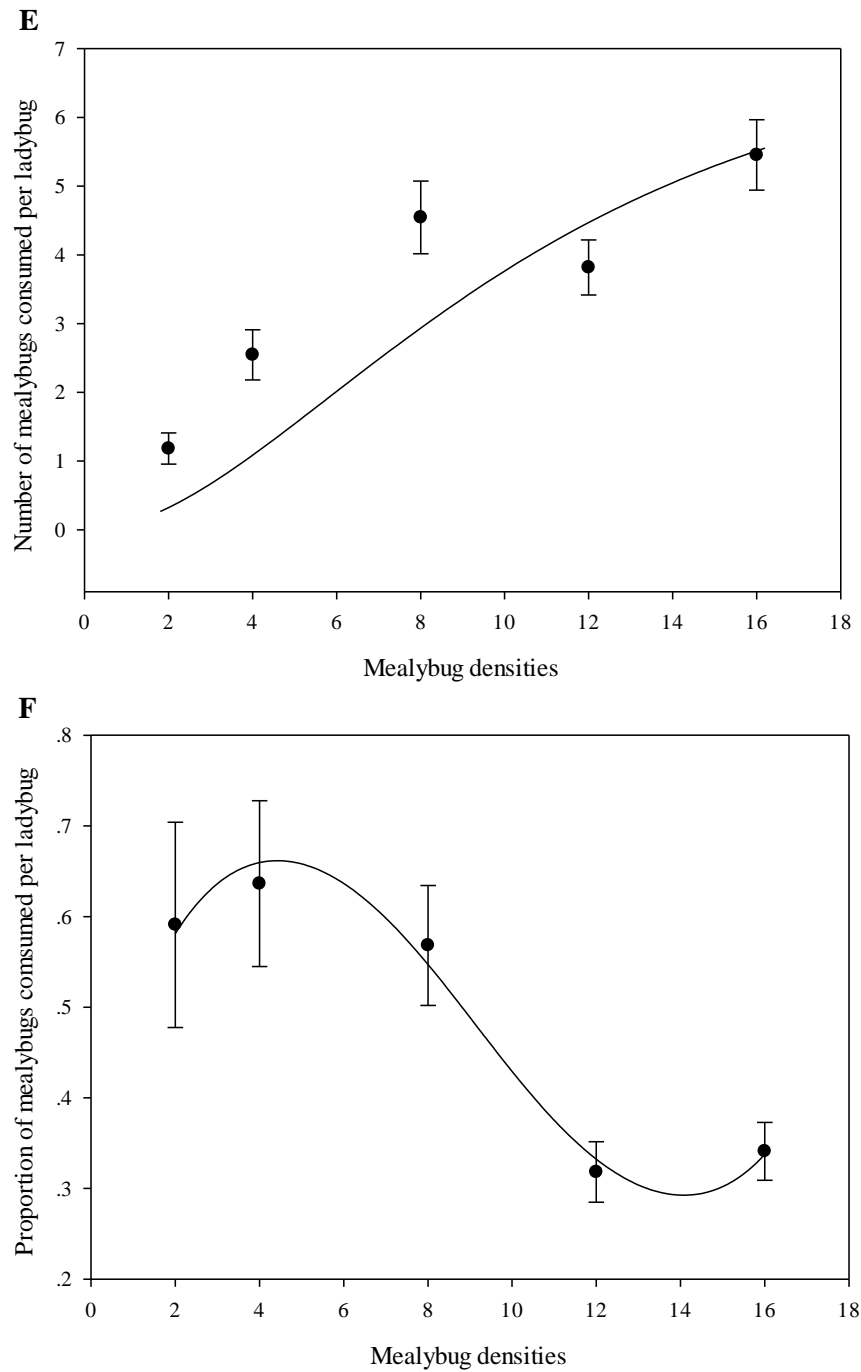 E
7
6
5
4
3
2
1
0
Number of mealybugs consumed per ladybug
0 2 4 6 8 10 12 14 16 18
Mealybug densities
F
.8
.7
.6
.5
.4
.3
.2
Proportion of mealybugs comsumed per ladybug
0 2 4 6 8 10 12 14 16 18
Mealybug densities